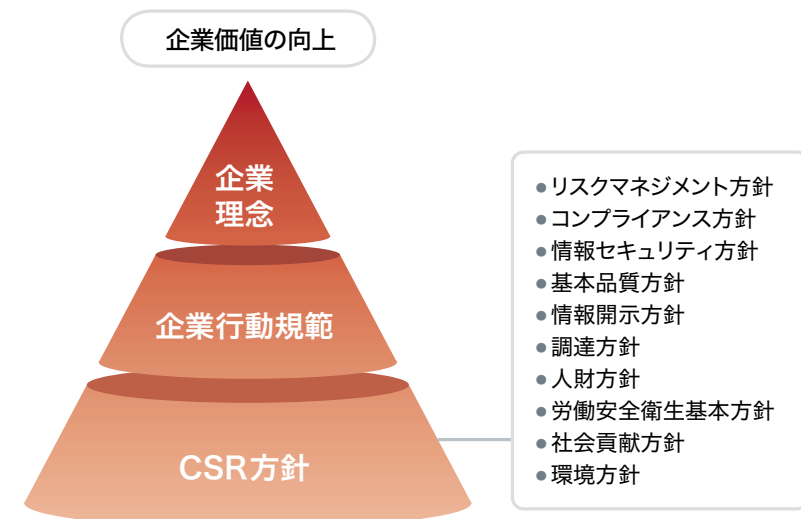 企業価値の向上
企業
理念
企業行動規範
CSR方針
●リスクマネジメント方針
●コンプライアンス方針
●情報セキュリティ方針
●基本品質方針
●情報開示方針
●調達方針
●人財方針
●労働安全衛生基本方針
●社会貢献方針
●環境方針